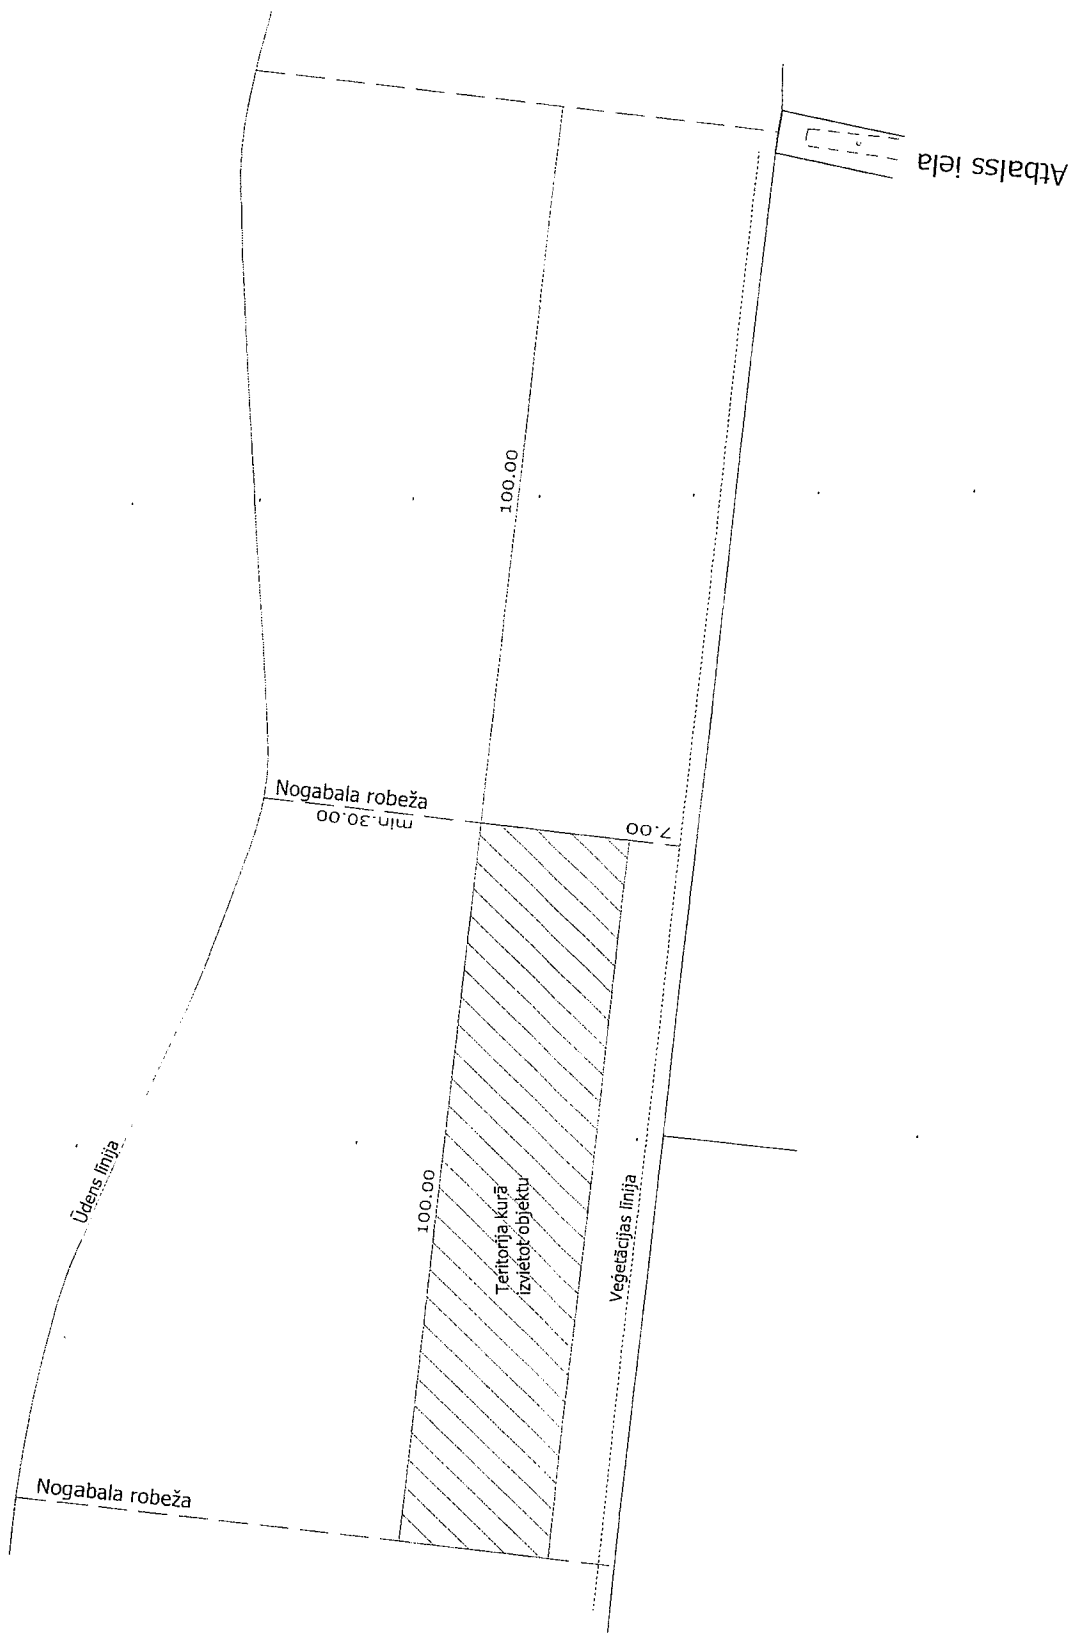 Atbalss iela
100.00
Nogabala robeža
min.30.00
7.00
Ūdens līnija
100.00
Teritorija kurā
izvietot objektu
Veģetācijas līnija
Nogabala robeža